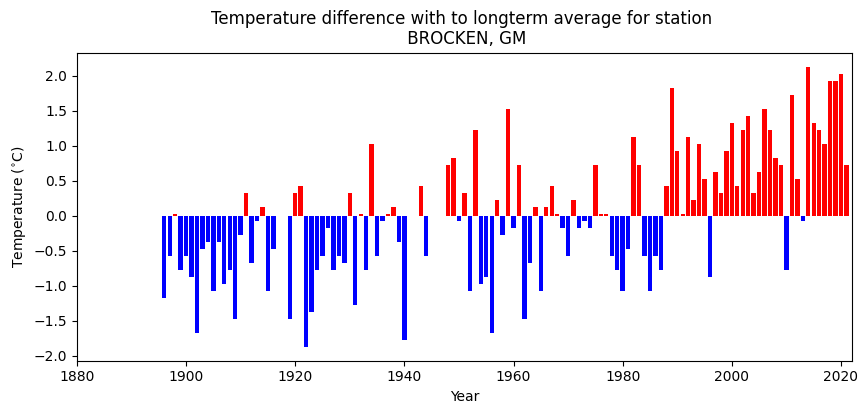 Temperature difference with to longterm average for station
BROCKEN, GM
Temperature (°C)
2.0
1.5
1.0
0.5
0.0
−0.5
−1.0
−1.5
−2.0
1880 1900 1920 1940 1960 1980 2000 2020
Year